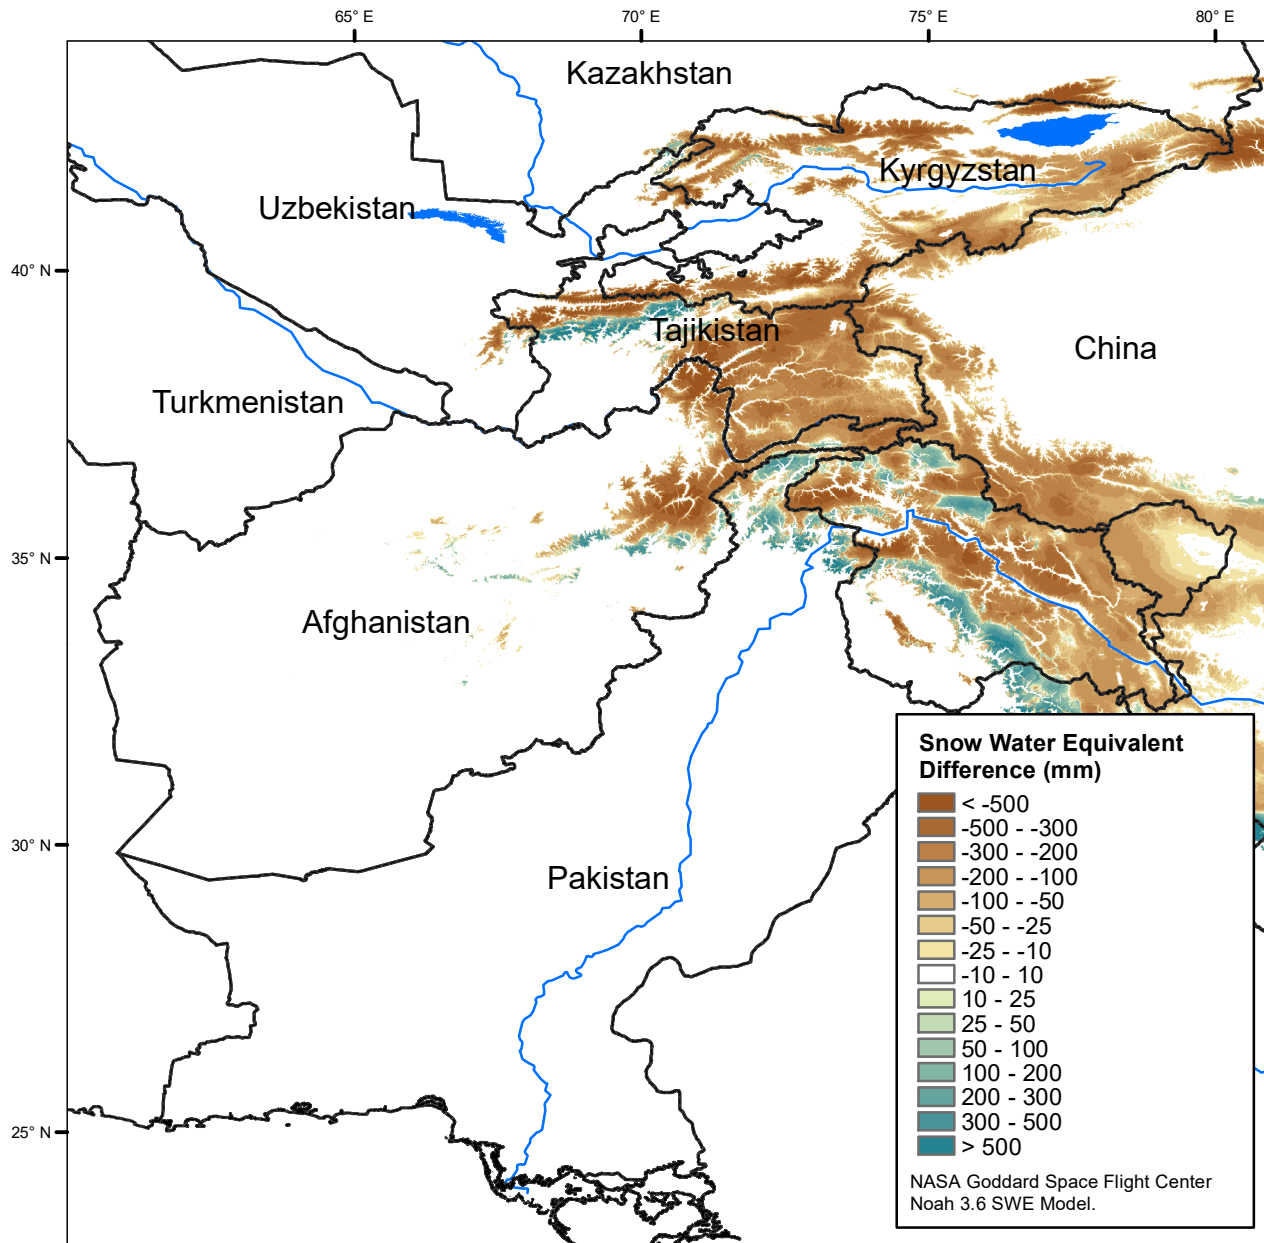 65° E
70° E
75° E
80° E
Kazakhstan
Kyrgyzstan
Uzbekistan
40° N
Tajikistan
China
Turkmenistan
35° N
Afghanistan
30° N
Pakistan
25° N
Snow Water Equivalent
Difference (mm)
< -500
-500 - -300
-300 - -200
-200 - -100
-100 - -50
-50 - -25
-25 - -10
-10 - 10
10 - 25
25 - 50
50 - 100
100 - 200
200 - 300
300 - 500
> 500
NASA Goddard Space Flight Center
Noah 3.6 SWE Model.